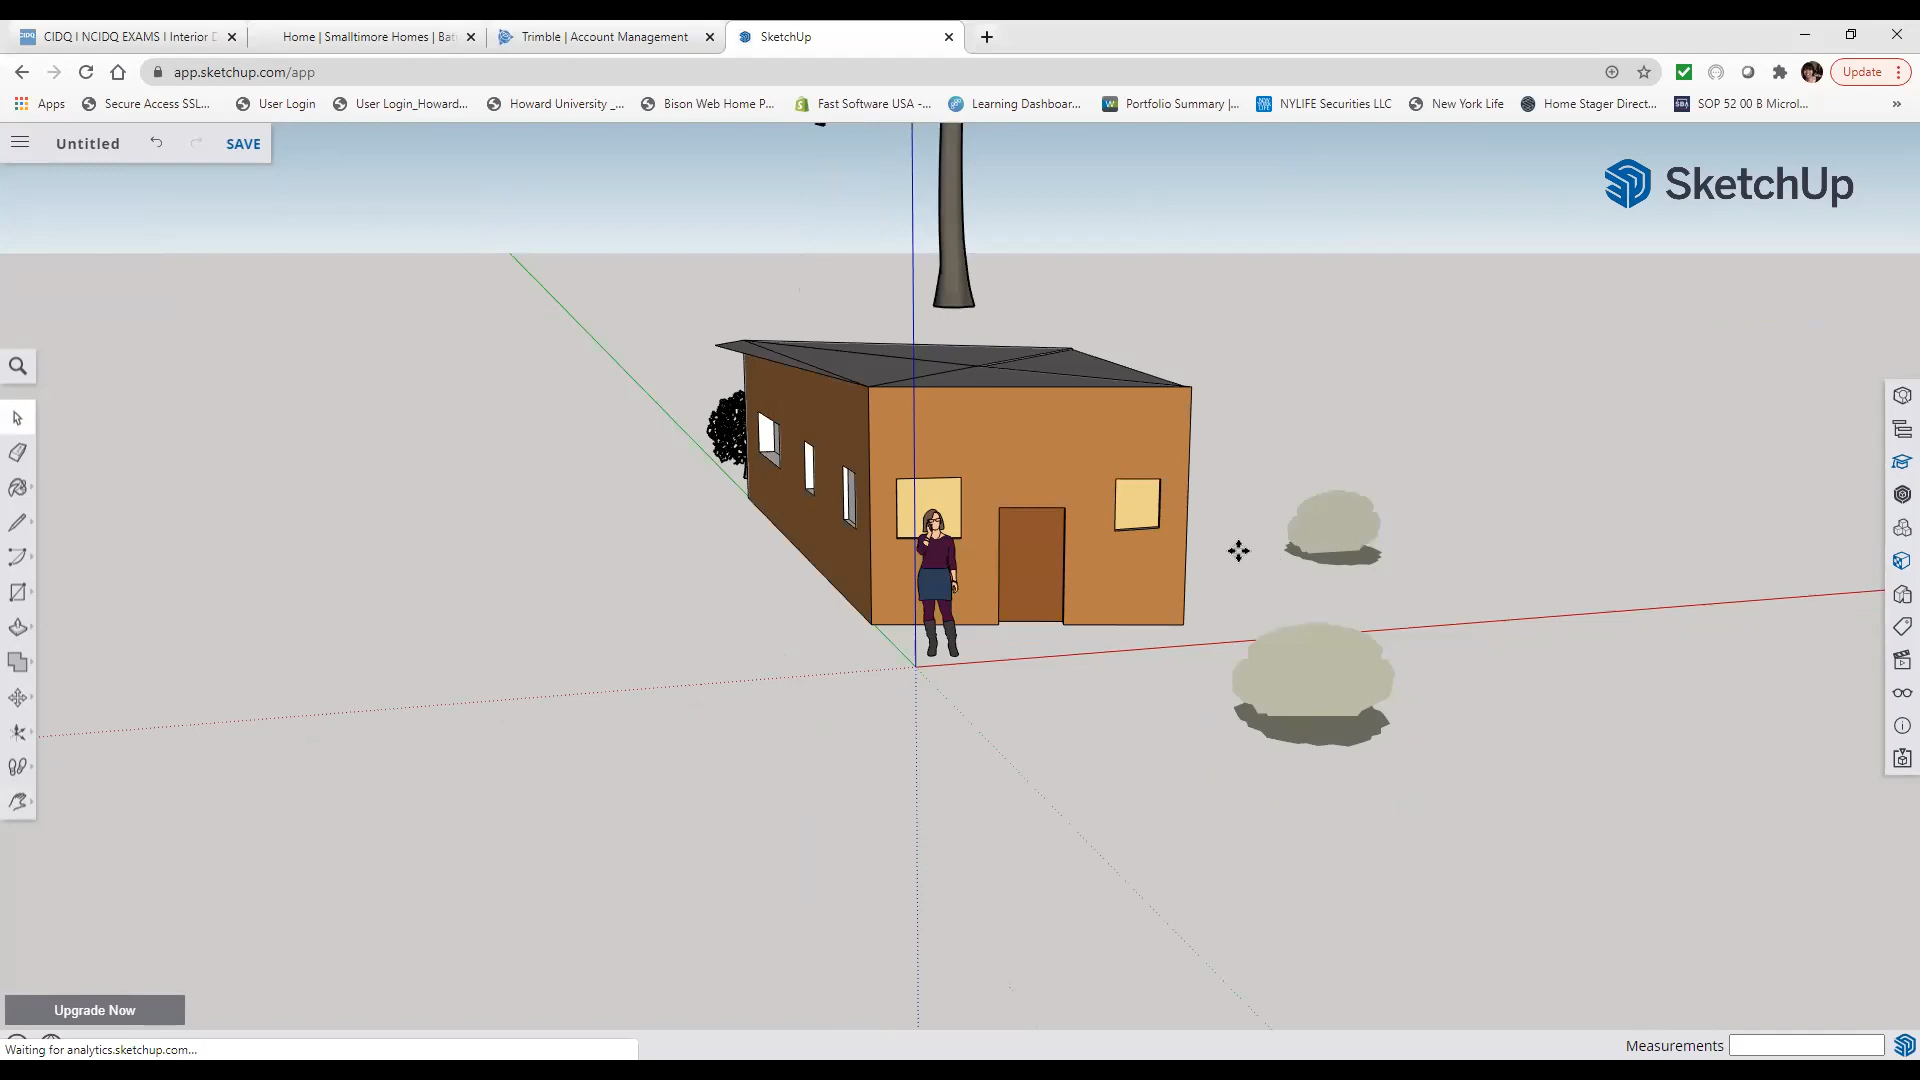 CIDQ CIDQ I NCIDQ EXAMS I Interior D
Home | Smalltimore Homes | Balt
Trimble | Account Management
SketchUp
app.sketchup.com/app
Update
Apps
Secure Access SSL...
User Login
User Login_Howard...
Howard University _...
Bison Web Home P...
Fast Software USA -...
Learning Dashboar...
Portfolio Summary |...
NYLIFE Securities LLC
New York Life
Home Stager Direct...
SBA SOP 52 00 B Microl...
»
Untitled
SAVE
SketchUp
Upgrade Now
Waiting for analytics.sketchup.com...
Measurements